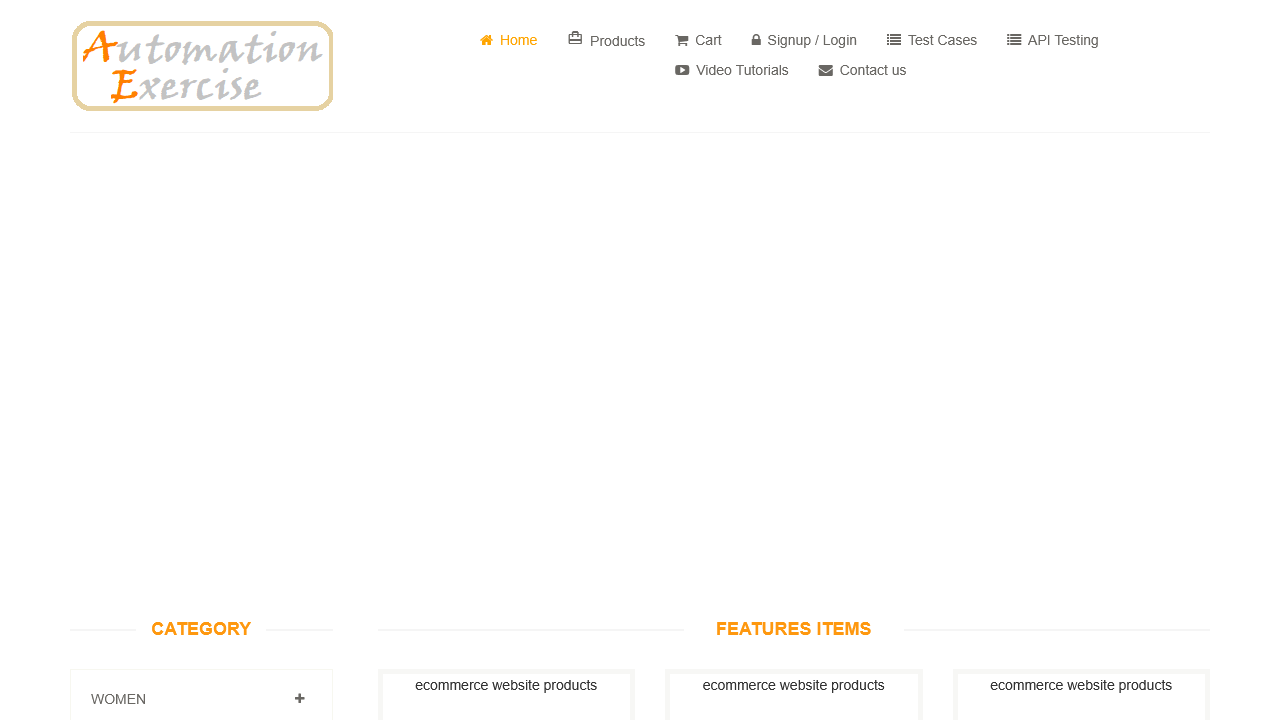 Automation
Exercise
Home
Products
Cart
Signup / Login
Test Cases
API Testing
Video Tutorials
Contact us
CATEGORY
FEATURES ITEMS
WOMEN
ecommerce website products
ecommerce website products
ecommerce website products